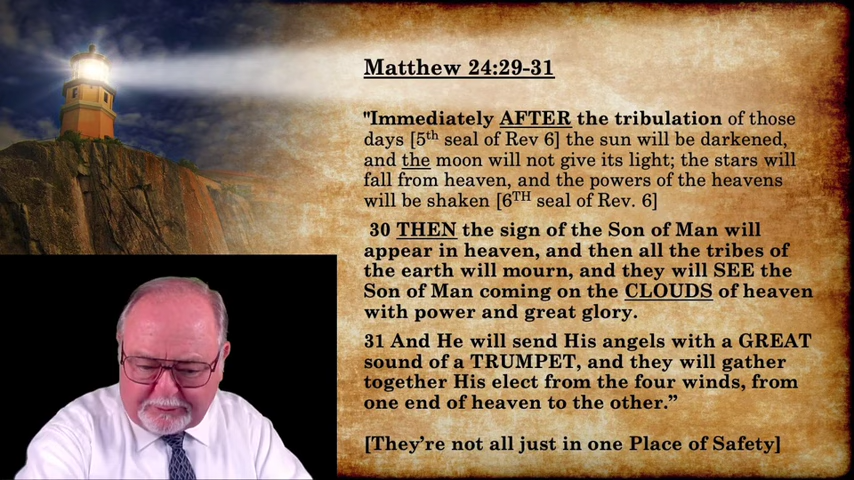 Matthew 24:29-31
"Immediately AFTER the tribulation of those
days [5th seal of Rev 6] the sun will be darkened,
and the moon will not give its light; the stars will
fall from heaven, and the powers of the heavens
will be shaken [6TH seal of Rev. 6]
30 THEN the sign of the Son of Man will
appear in heaven, and then all the tribes of
the earth will mourn, and they will SEE the
Son of Man coming on the CLOUDS of heaven
with power and great glory.
31 And He will send His angels with a GREAT
sound of a TRUMPET, and they will gather
together His elect from the four winds, from
one end of heaven to the other.”
[They’re not all just in one Place of Safety]